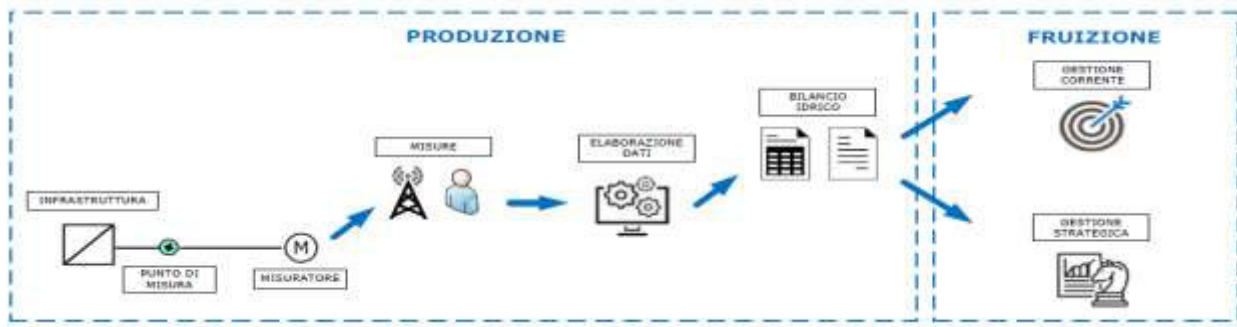 PRODUZIONE
FRUIZIONE
INFRASTRUTTURA
PUNTO DI
MISURA
M
MISURATORE
MISURE
ELABORAZIONE
DATI
BILANCIO
IDRICO
GESTIONE
CORRENTE
GESTIONE
STRATEGICA